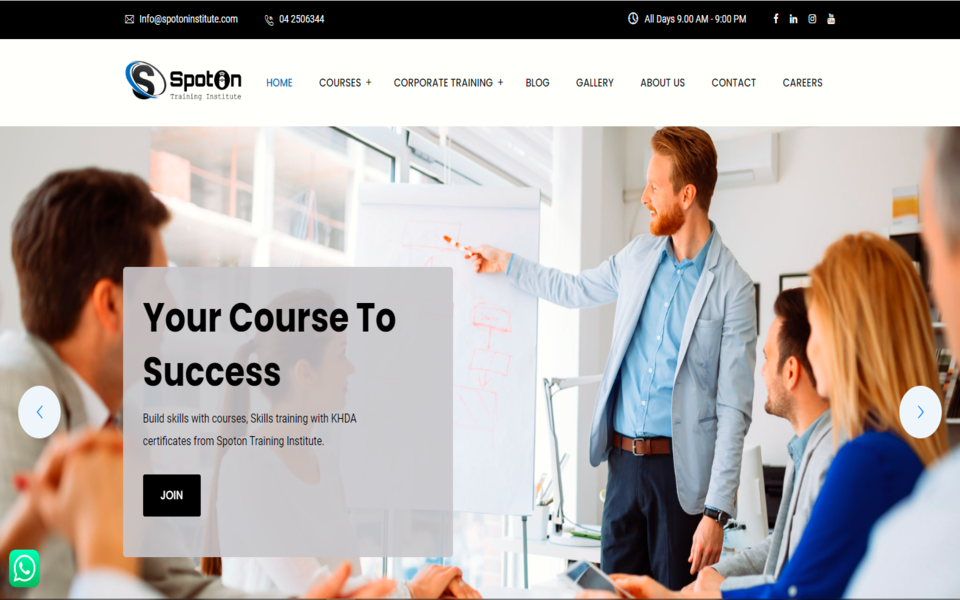 Info@spotoninstitute.com
04 2506344
All Days 9.00 AM - 9:00 PM
SpotOn
Training Institute
HOME
COURSES +
CORPORATE TRAINING +
BLOG
GALLERY
ABOUT US
CONTACT
CAREERS
Your Course To
Success
Build skills with courses, Skills training with KHDA
certificates from Spoton Training Institute.
JOIN